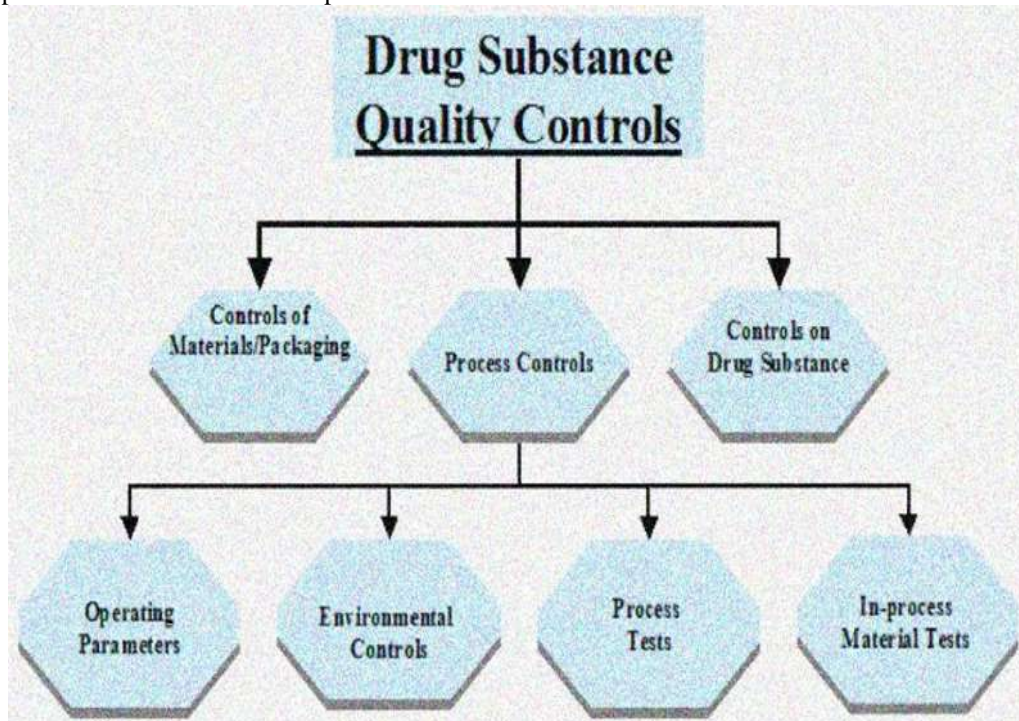 Drug Substance
Quality Controls
Controls of
Materials/Packaging
Process Controls
Controls on
Drug Substance
Operating
Parameters
Environmental
Controls
Process
Tests
In-process
Material Tests